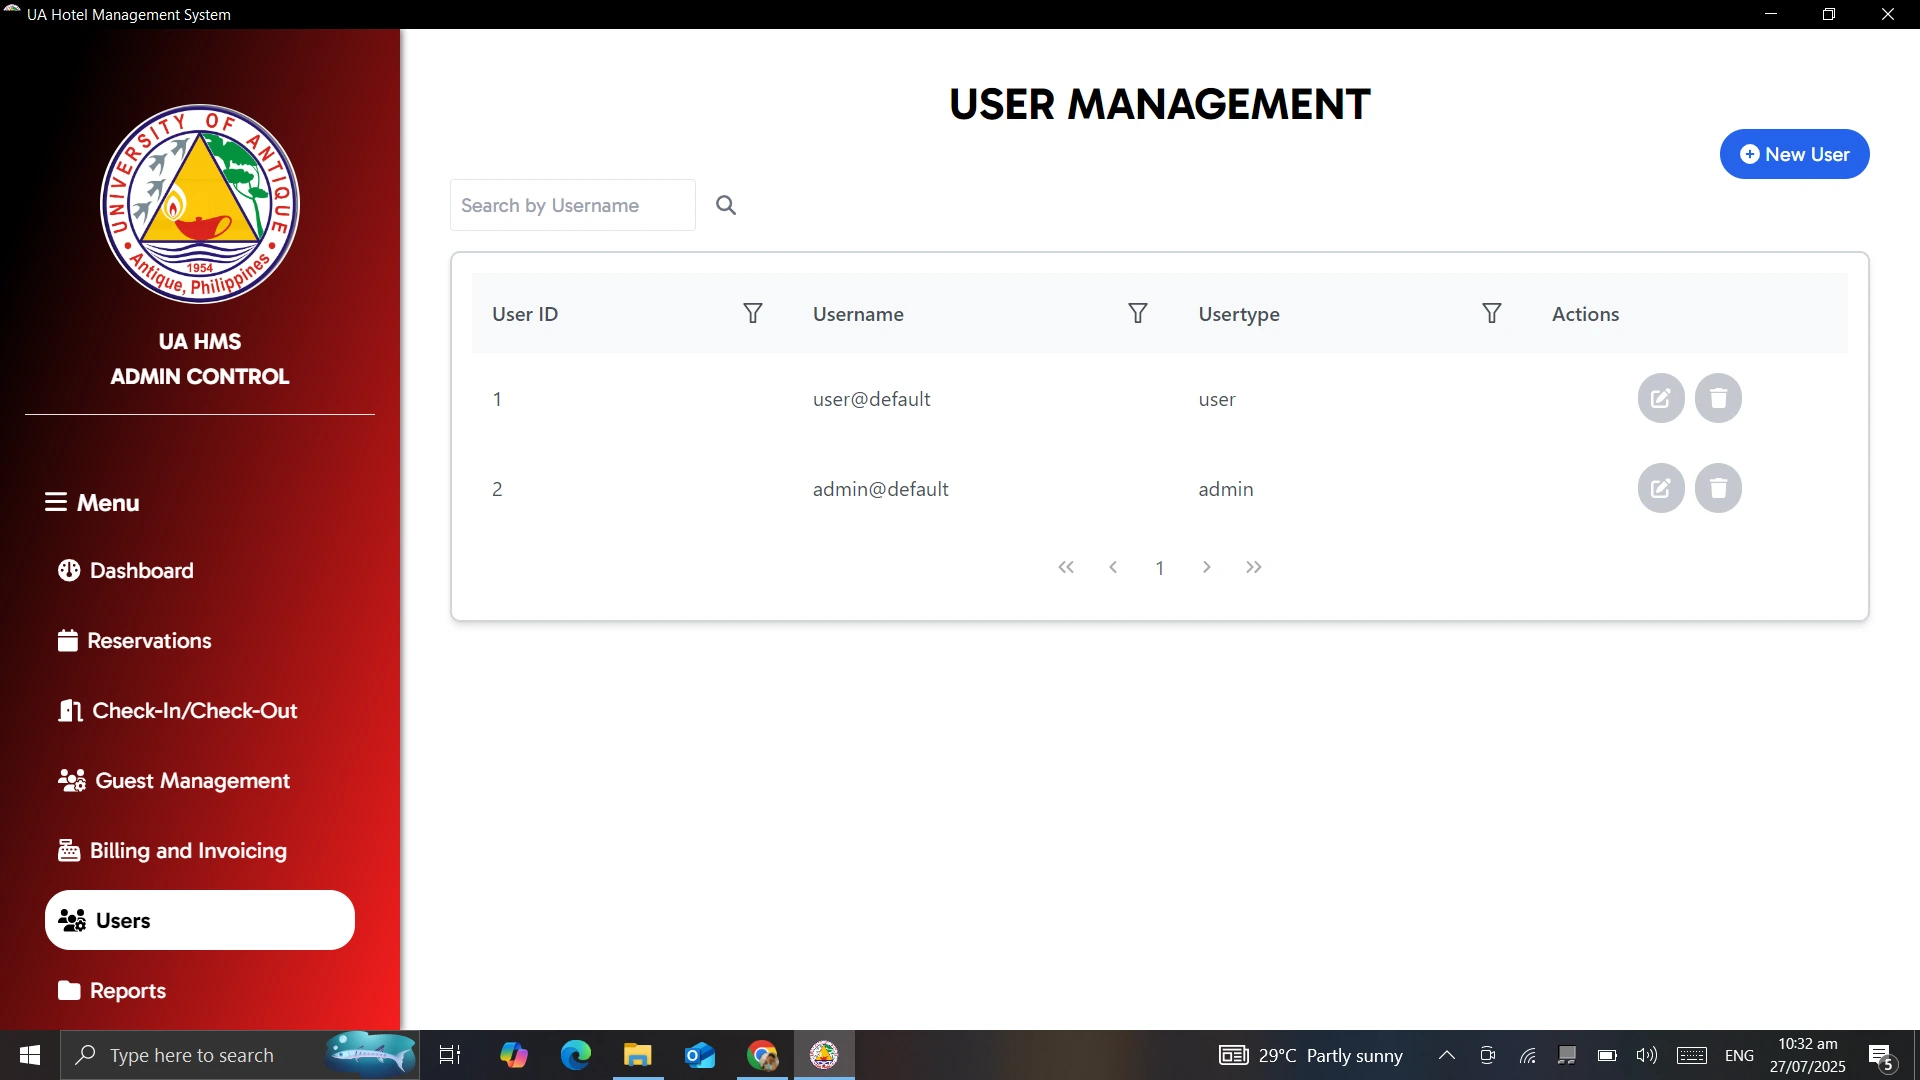 UA Hotel Management System
UNIVERSITY OF ANTIQUE
1954
Antique, Philippines
UA HMS
ADMIN CONTROL
Menu
Dashboard
Reservations
Check-In/Check-Out
Guest Management
Billing and Invoicing
Users
Reports
USER MANAGEMENT
New User
Search by Username
User ID Username Usertype Actions
1 user@default user
2 admin@default admin
1
Type here to search
29°C Partly sunny
ENG
10:32 am
27/07/2025
5